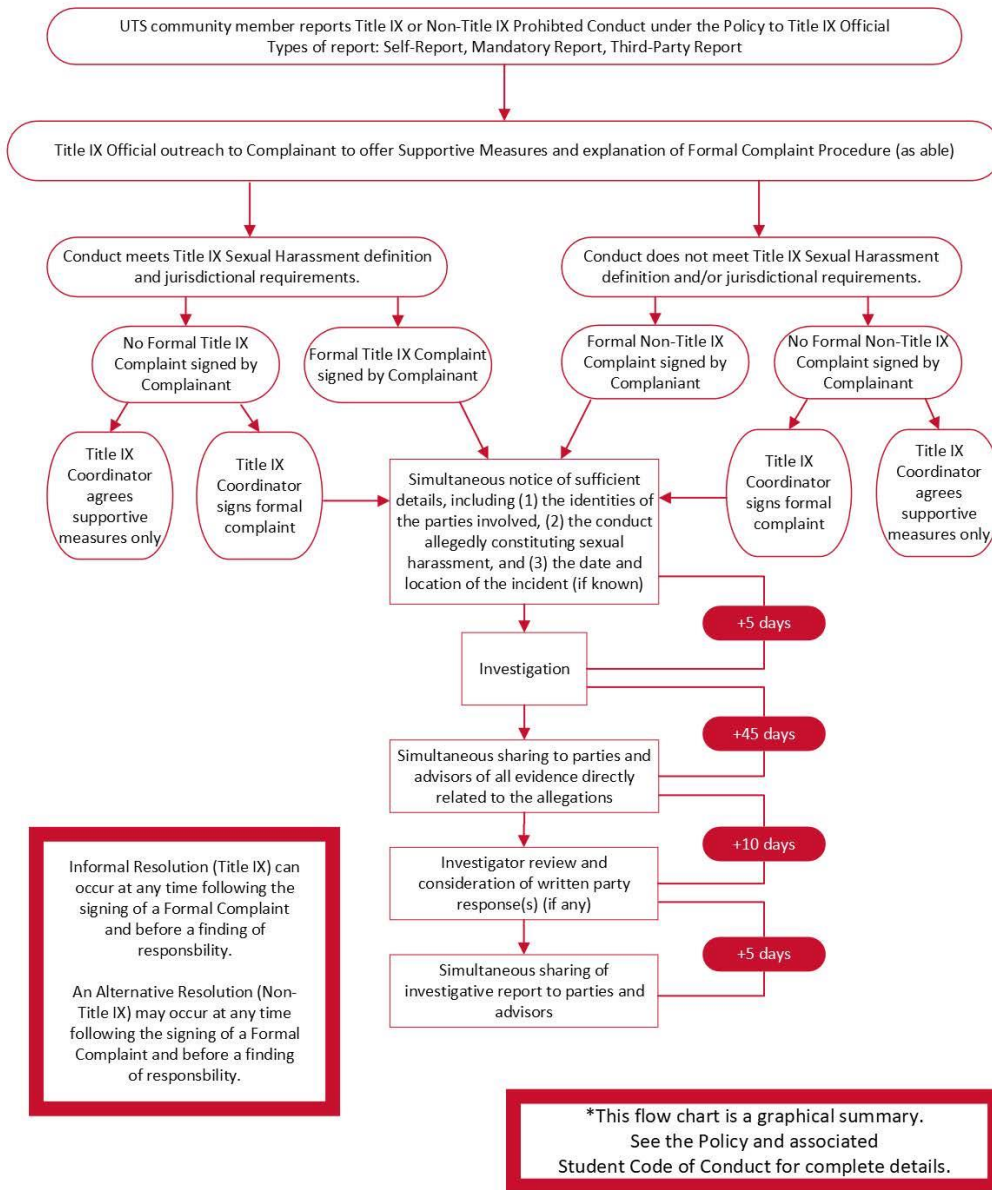 UTS community member reports Title IX or Non-Title IX Prohibted Conduct under the Policy to Title IX Official
Types of report: Self-Report, Mandatory Report, Third-Party Report
Title IX Official outreach to Complainant to offer Supportive Measures and explanation of Formal Complaint Procedure (as able)
Conduct meets Title IX Sexual Harassment definition
and jurisdictional requirements.
Conduct does not meet Title IX Sexual Harassment
definition and/or jurisdictional requirements.
No Formal Title IX
Complaint signed by
Complainant
Formal Title IX Complaint
signed by Complainant
Formal Non-Title IX
Complaint signed by
Complaniant
No Formal Non-Title IX
Complaint signed by
Complainant
Title IX
Coordinator
agrees
supportive
measures only
Title IX
Coordinator
signs formal
complaint
Simultaneous notice of sufficient
details, including (1) the identities of
the parties involved, (2) the conduct
allegedly constituting sexual
harassment, and (3) the date and
location of the incident (if known)
Title IX
Coordinator
signs formal
complaint
Title IX
Coordinator
agrees
supportive
measures only
+5 days
Investigation
+45 days
Simultaneous sharing to parties and
advisors of all evidence directly
related to the allegations
+10 days
Investigator review and
consideration of written party
response(s) (if any)
+5 days
Simultaneous sharing of
investigative report to parties and
advisors
Informal Resolution (Title IX) can
occur at any time following the
signing of a Formal Complaint
and before a finding of
responsbility.
An Alternative Resolution (Non-
Title IX) may occur at any time
following the signing of a Formal
Complaint and before a finding
of responsbility.
*This flow chart is a graphical summary.
See the Policy and associated
Student Code of Conduct for complete details.